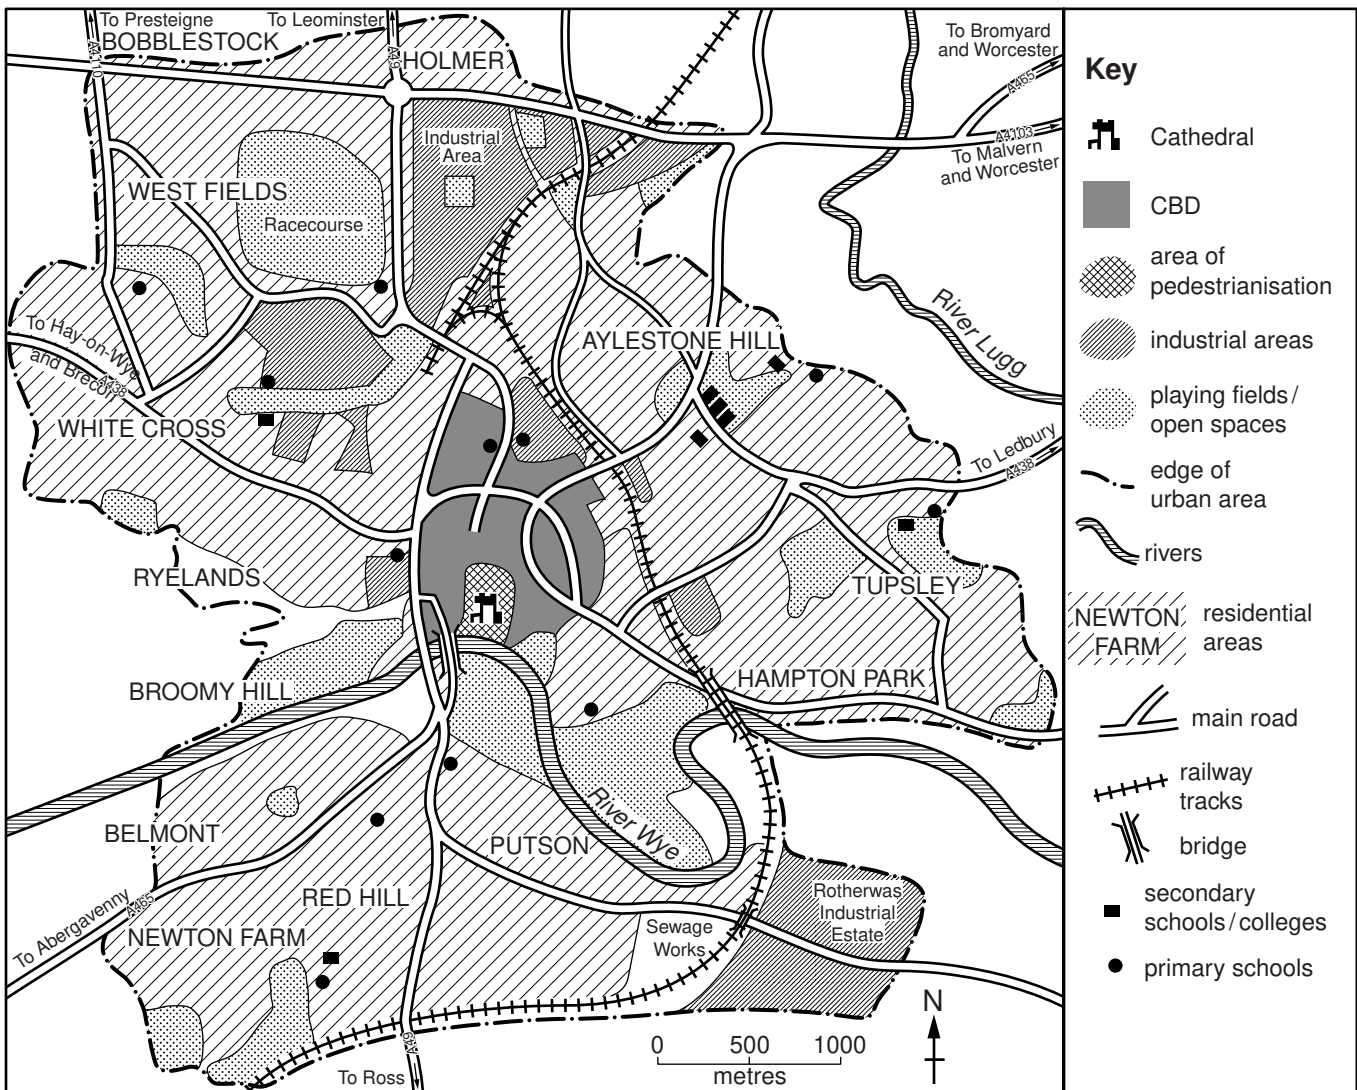 To Presteigne
BOBBLESTOCK
A4110
To Leominster
A49
HOLMER
To Bromyard
and Worcester
A465
A4103
To Malvern
and Worcester
Industrial
Area
WEST FIELDS
Racecourse
River Lugg
To Hay-on-Wye
and Brecon
A438
AYLESTONE HILL
WHITE CROSS
To Ledbury
A438
RYELANDS
TUPSLEY
BROOMY HILL
HAMPTON PARK
BELMONT
River Wye
PUTSON
RED HILL
Rotherwas
Industrial
Estate
To Abergavenny
A465
NEWTON FARM
Sewage
Works
A49
To Ross
N
0 500 1000
metres
Key
Cathedral
CBD
area of
pedestrianisation
industrial areas
playing fields/
open spaces
edge of
urban area
rivers
NEWTON
FARM
residential
areas
main road
railway
tracks
bridge
secondary
schools/colleges
primary schools